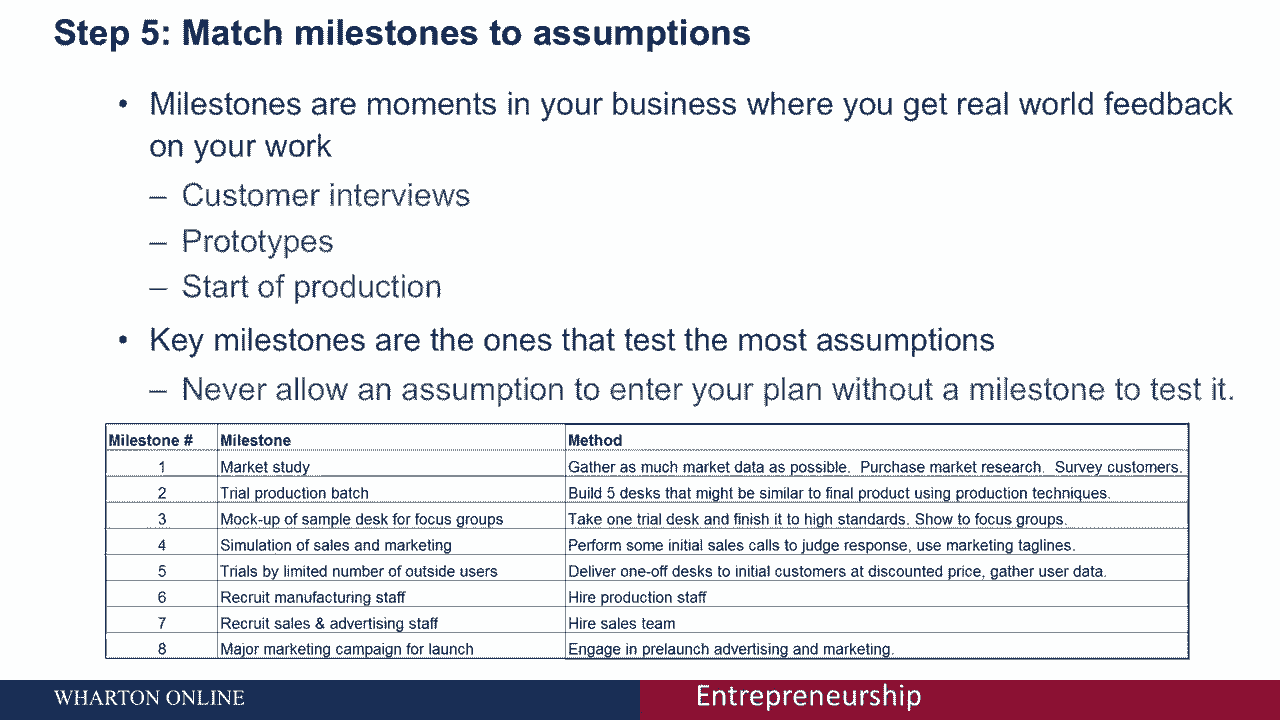 Step 5: Match milestones to assumptions
• Milestones are moments in your business where you get real world feedback
on your work
– Customer interviews
– Prototypes
– Start of production
• Key milestones are the ones that test the most assumptions
– Never allow an assumption to enter your plan without a milestone to test it.
Milestone # Milestone Method
1 Market study Gather as much market data as possible. Purchase market research. Survey customers.
2 Trial production batch Build 5 desks that might be similar to final product using production techniques.
3 Mock-up of sample desk for focus groups Take one trial desk and finish it to high standards. Show to focus groups.
4 Simulation of sales and marketing Perform some initial sales calls to judge response, use marketing taglines.
5 Trials by limited number of outside users Deliver one-off desks to initial customers at discounted price, gather user data.
6 Recruit manufacturing staff Hire production staff
7 Recruit sales & advertising staff Hire sales team
8 Major marketing campaign for launch Engage in prelaunch advertising and marketing.
WHARTON ONLINE Entrepreneurship